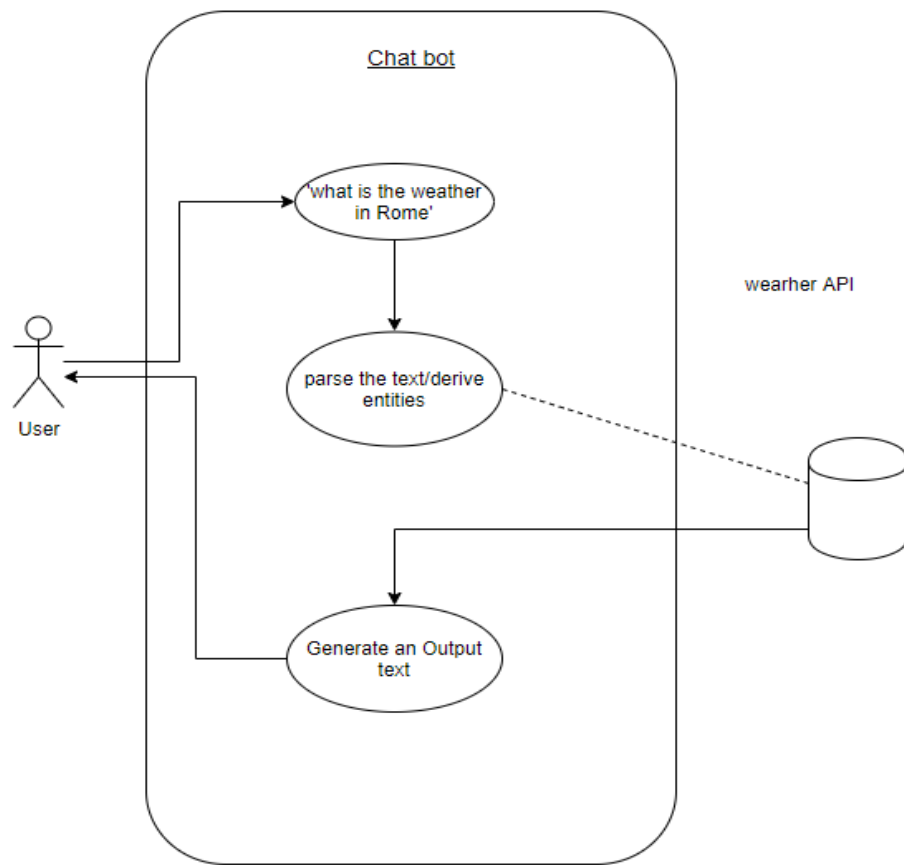 Chat bot
'what is the weather
in Rome'
wearher API
parse the text/derive
entities
User
Generate an Output
text